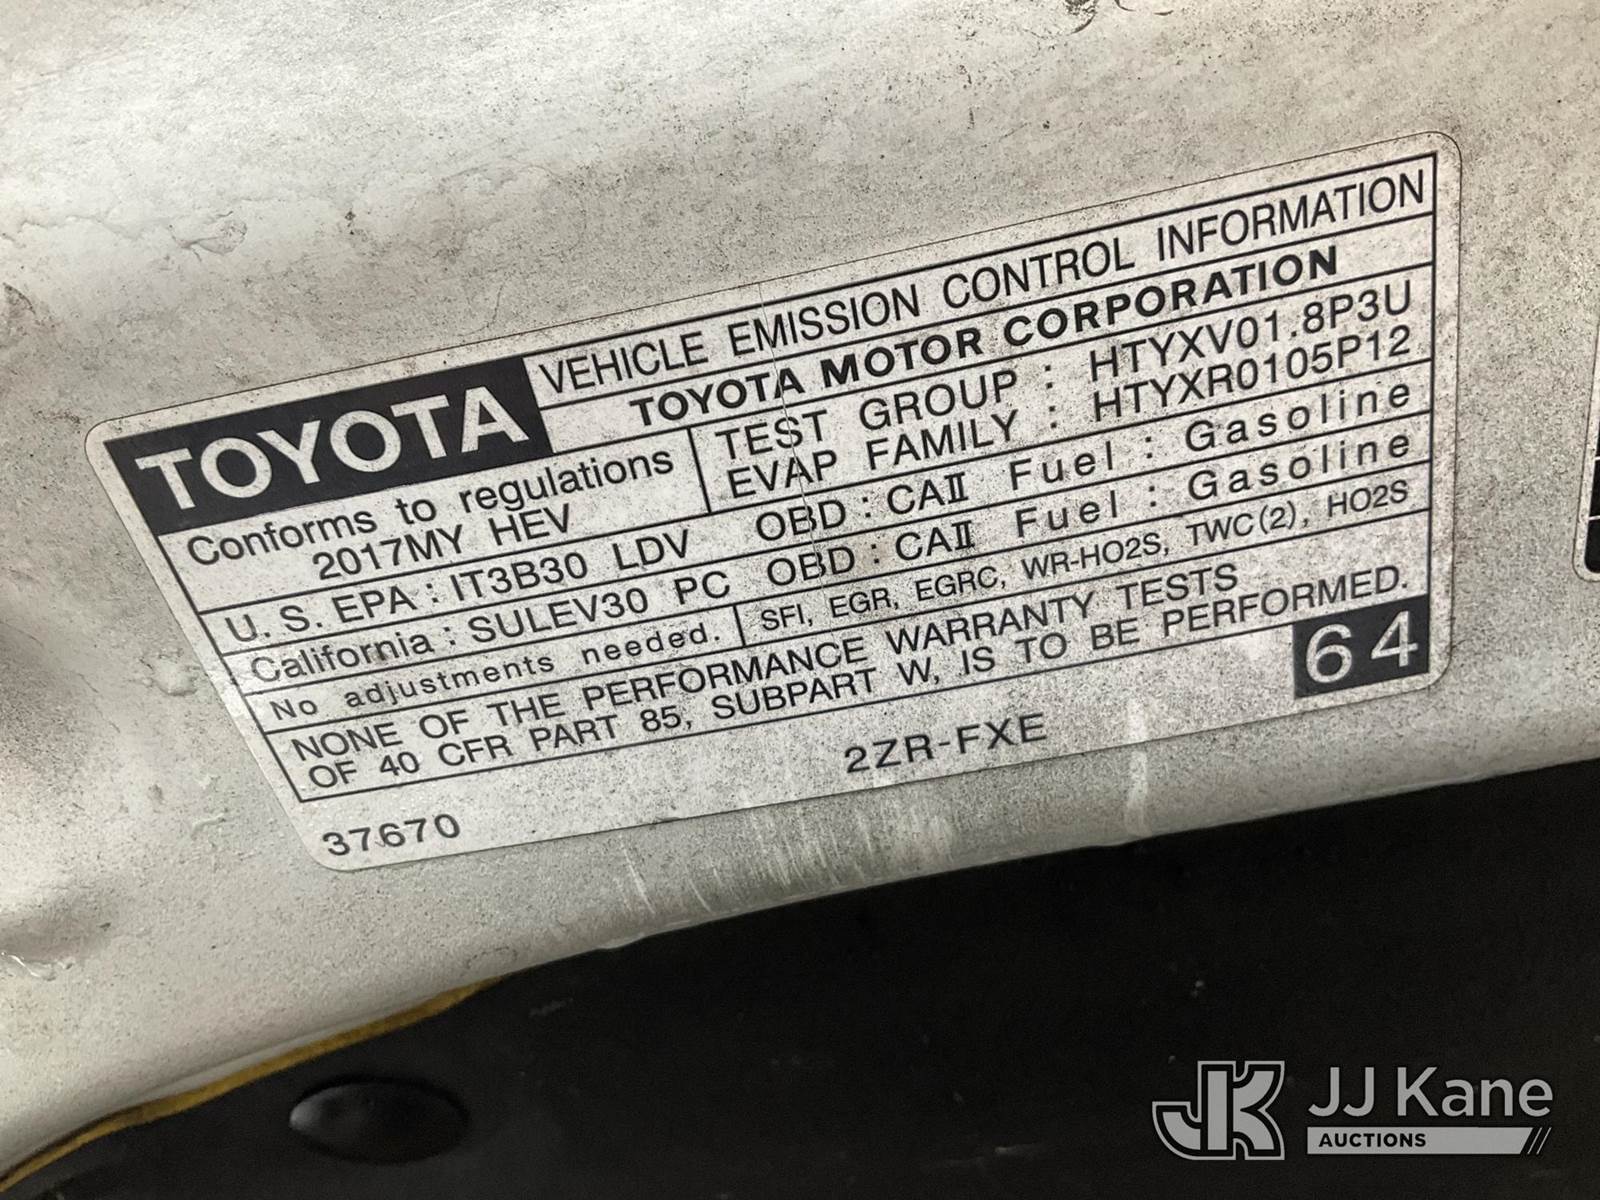 TOYOTA
VEHICLE EMISSION CONTROL INFORMATION
TOYOTA MOTOR CORPORATION
Conforms to regulations
2017MY HEV
TEST GROUP : HTYXV01.8P3U
EVAP FAMILY : HTYXR0105P12
U. S. EPA : IT3B30 LDV OBD : CAⅡ Fuel : Gasoline
California : SULEV30 PC OBD : CAⅡ Fuel : Gasoline
No adjustments needed. SFI, EGR, EGRC, WR-HO2S, TWC(2), HO2S
NONE OF THE PERFORMANCE WARRANTY TESTS
OF 40 CFR PART 85, SUBPART W, IS TO BE PERFORMED.
64
37670 2ZR-FXE
JK JJ Kane
AUCTIONS